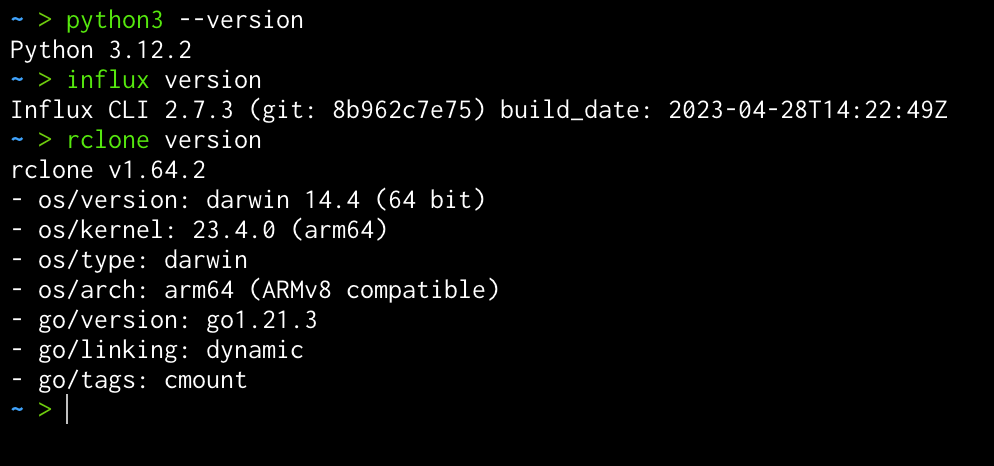 ~ > python3 --version
Python 3.12.2
~ > influx version
Influx CLI 2.7.3 (git: 8b962c7e75) build_date: 2023-04-28T14:22:49Z
~ > rclone version
rclone v1.64.2
- os/version: darwin 14.4 (64 bit)
- os/kernel: 23.4.0 (arm64)
- os/type: darwin
- os/arch: arm64 (ARMv8 compatible)
- go/version: go1.21.3
- go/linking: dynamic
- go/tags: cmount
~ >